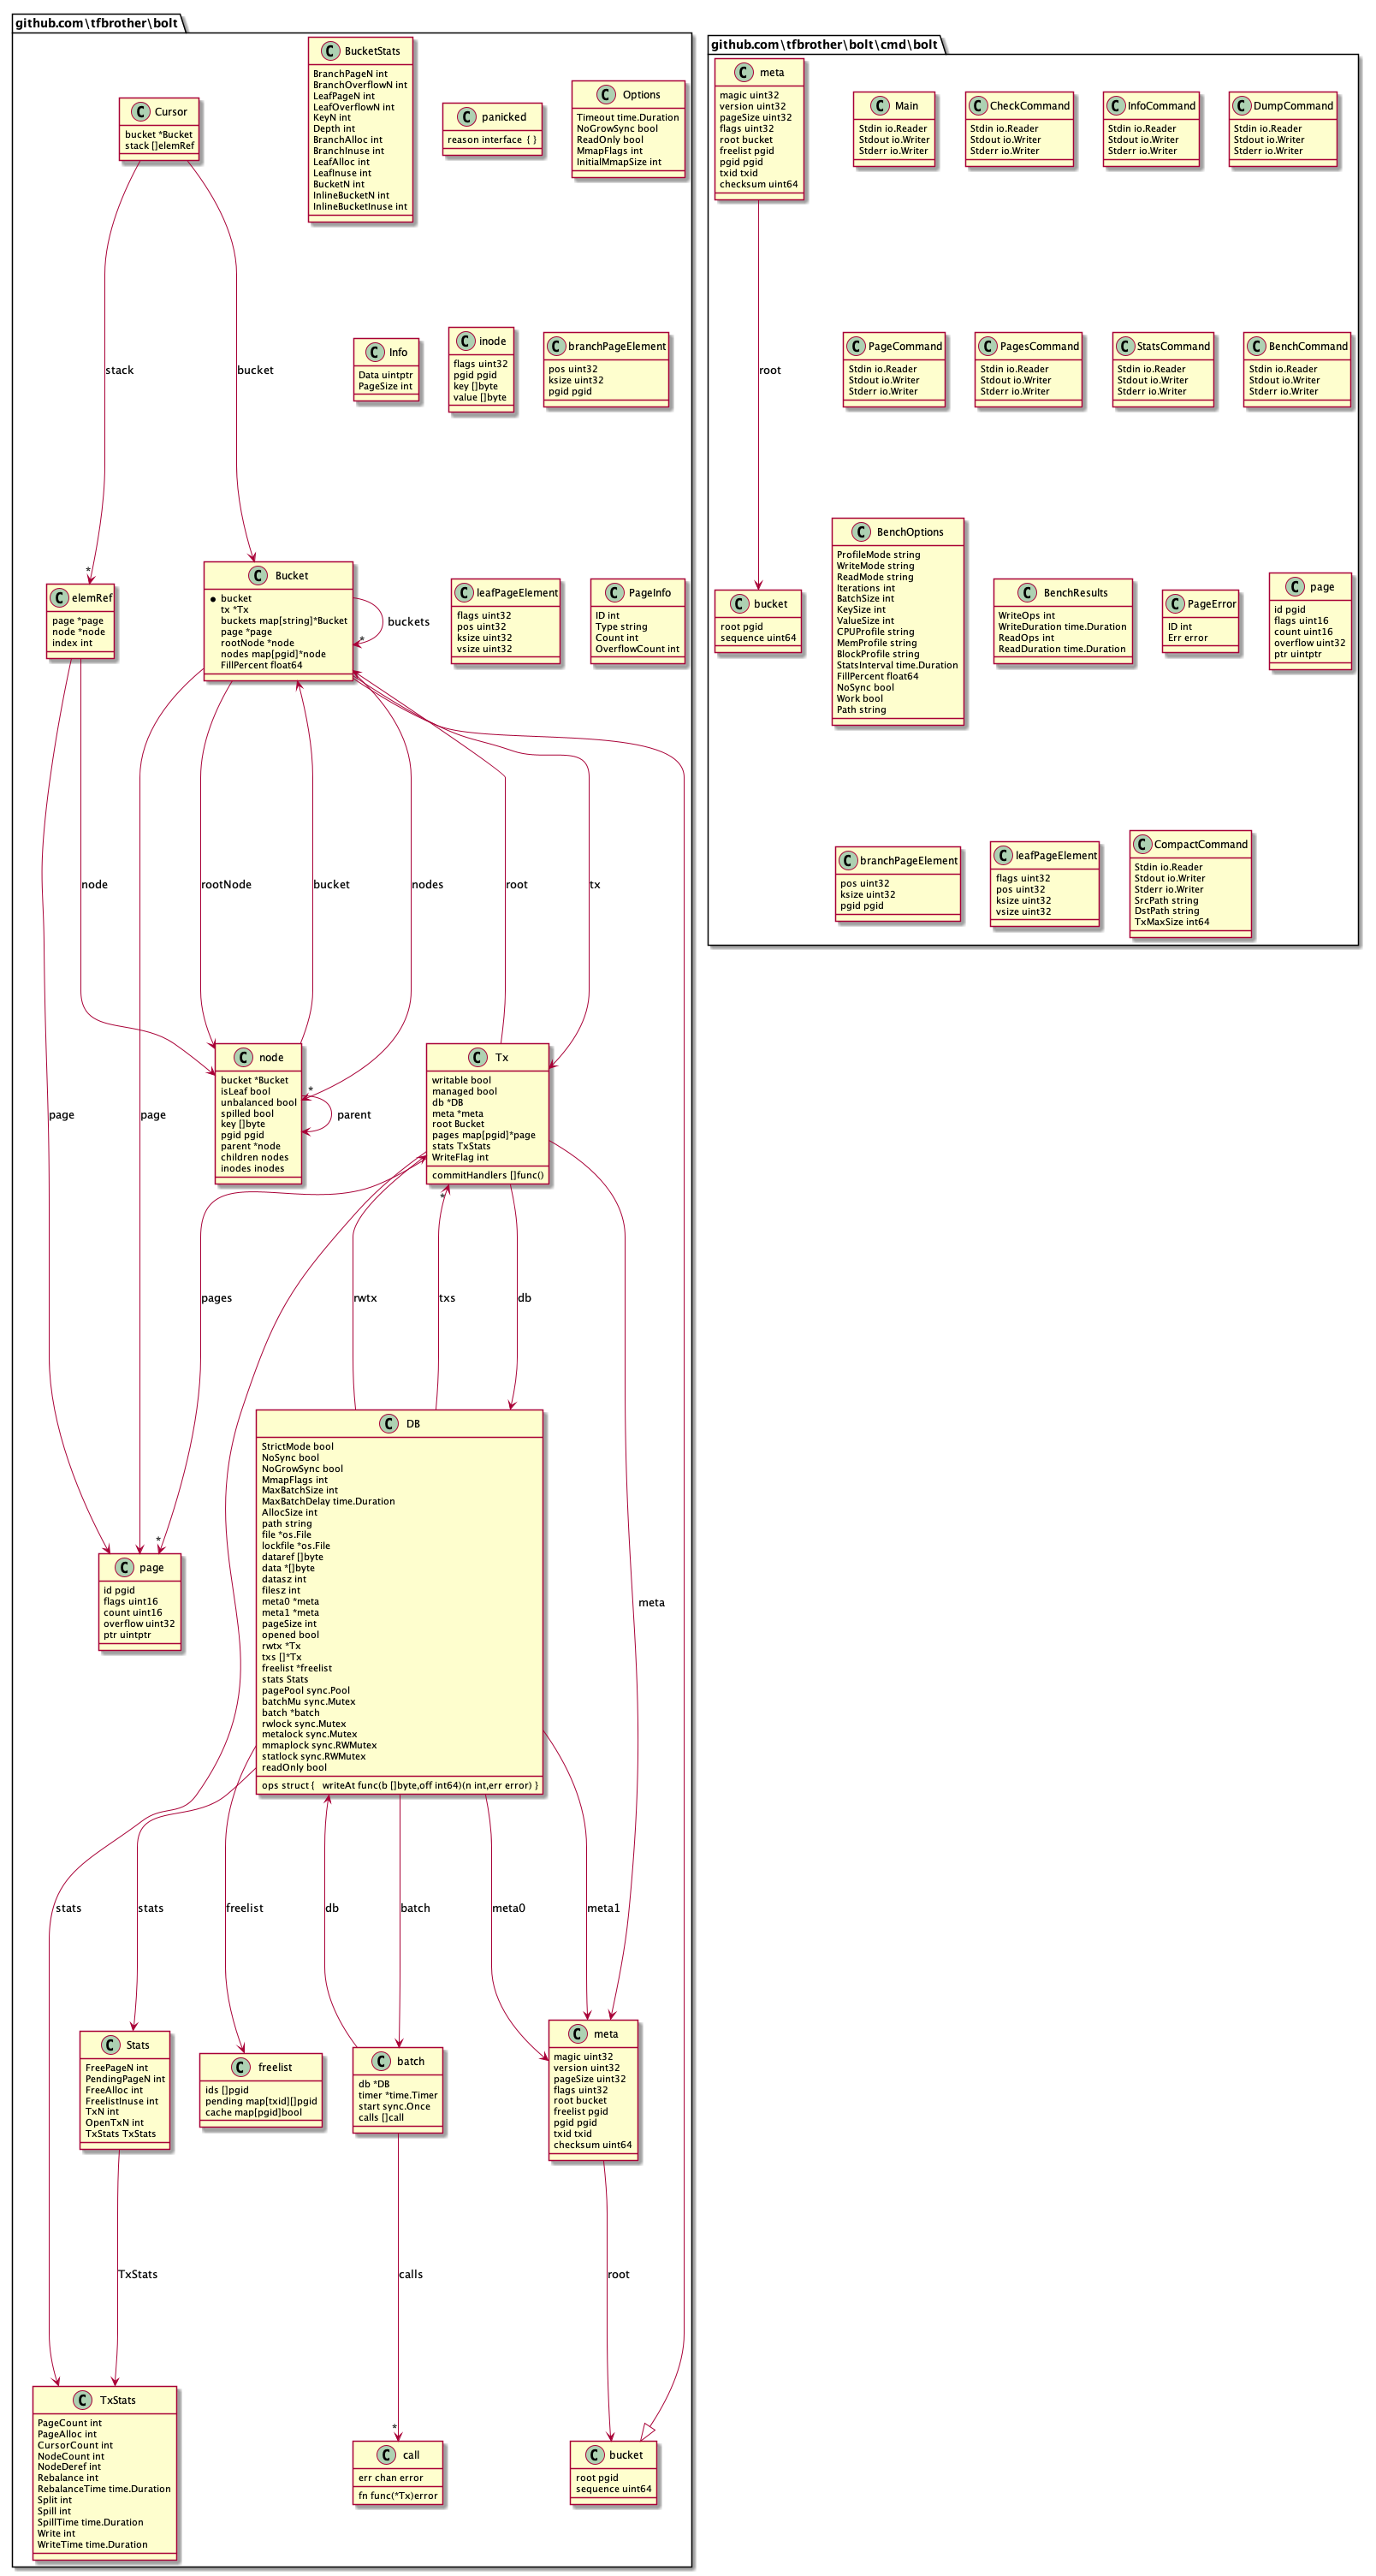 github.com\tfbrother\bolt
Cursor
bucket *Bucket
stack []elemRef
BucketStats
BranchPageN int
BranchOverflowN int
LeafPageN int
LeafOverflowN int
KeyN int
Depth int
BranchAlloc int
BranchInuse int
LeafAlloc int
LeafInuse int
BucketN int
InlineBucketN int
InlineBucketInuse int
panicked
reason interface { }
Options
Timeout time.Duration
NoGrowSync bool
ReadOnly bool
MmapFlags int
InitialMmapSize int
stack
bucket
Info
Data uintptr
PageSize int
inode
flags uint32
pgid pgid
key []byte
value []byte
branchPageElement
pos uint32
ksize uint32
pgid pgid
*
elemRef
page *page
node *node
index int
Bucket
bucket
tx *Tx
buckets map[string]*Bucket
page *page
rootNode *node
nodes map[pgid]*node
FillPercent float64
*
buckets
leafPageElement
flags uint32
pos uint32
ksize uint32
vsize uint32
PageInfo
ID int
Type string
Count int
OverflowCount int
node
rootNode
bucket
nodes
root
tx
page
page
node
bucket *Bucket
isLeaf bool
unbalanced bool
spilled bool
key []byte
pgid pgid
parent *node
children nodes
inodes inodes
*
parent
Tx
writable bool
managed bool
db *DB
meta *meta
root Bucket
pages map[pgid]*page
stats TxStats
WriteFlag int
commitHandlers []func()
*
pages
rwtx
txs
db
meta
*
page
id pgid
flags uint16
count uint16
overflow uint32
ptr uintptr
DB
StrictMode bool
NoSync bool
NoGrowSync bool
MmapFlags int
MaxBatchSize int
MaxBatchDelay time.Duration
AllocSize int
path string
file *os.File
lockfile *os.File
dataref []byte
data *[]byte
datasz int
filesz int
meta0 *meta
meta1 *meta
pageSize int
opened bool
rwtx *Tx
txs []*Tx
freelist *freelist
stats Stats
pagePool sync.Pool
batchMu sync.Mutex
batch *batch
rwlock sync.Mutex
metalock sync.Mutex
mmaplock sync.RWMutex
statlock sync.RWMutex
readOnly bool
ops struct {   writeAt func(b []byte,off int64)(n int,err error) }
stats
stats
freelist
db
batch
meta0
meta1
Stats
FreePageN int
PendingPageN int
FreeAlloc int
FreelistInuse int
TxN int
OpenTxN int
TxStats TxStats
freelist
ids []pgid
pending map[txid][]pgid
cache map[pgid]bool
batch
db *DB
timer *time.Timer
start sync.Once
calls []call
meta
magic uint32
version uint32
pageSize uint32
flags uint32
root bucket
freelist pgid
pgid pgid
txid txid
checksum uint64
TxStats
calls
root
TxStats
PageCount int
PageAlloc int
CursorCount int
NodeCount int
NodeDeref int
Rebalance int
RebalanceTime time.Duration
Split int
Spill int
SpillTime time.Duration
Write int
WriteTime time.Duration
*
call
err chan error
fn func(*Tx)error
bucket
root pgid
sequence uint64
github.com\tfbrother\bolt\cmd\bolt
meta
magic uint32
version uint32
pageSize uint32
flags uint32
root bucket
freelist pgid
pgid pgid
txid txid
checksum uint64
Main
Stdin io.Reader
Stdout io.Writer
Stderr io.Writer
CheckCommand
Stdin io.Reader
Stdout io.Writer
Stderr io.Writer
InfoCommand
Stdin io.Reader
Stdout io.Writer
Stderr io.Writer
DumpCommand
Stdin io.Reader
Stdout io.Writer
Stderr io.Writer
root
PageCommand
Stdin io.Reader
Stdout io.Writer
Stderr io.Writer
PagesCommand
Stdin io.Reader
Stdout io.Writer
Stderr io.Writer
StatsCommand
Stdin io.Reader
Stdout io.Writer
Stderr io.Writer
BenchCommand
Stdin io.Reader
Stdout io.Writer
Stderr io.Writer
bucket
root pgid
sequence uint64
BenchOptions
ProfileMode string
WriteMode string
ReadMode string
Iterations int
BatchSize int
KeySize int
ValueSize int
CPUProfile string
MemProfile string
BlockProfile string
StatsInterval time.Duration
FillPercent float64
NoSync bool
Work bool
Path string
BenchResults
WriteOps int
WriteDuration time.Duration
ReadOps int
ReadDuration time.Duration
PageError
ID int
Err error
page
id pgid
flags uint16
count uint16
overflow uint32
ptr uintptr
branchPageElement
pos uint32
ksize uint32
pgid pgid
leafPageElement
flags uint32
pos uint32
ksize uint32
vsize uint32
CompactCommand
Stdin io.Reader
Stdout io.Writer
Stderr io.Writer
SrcPath string
DstPath string
TxMaxSize int64